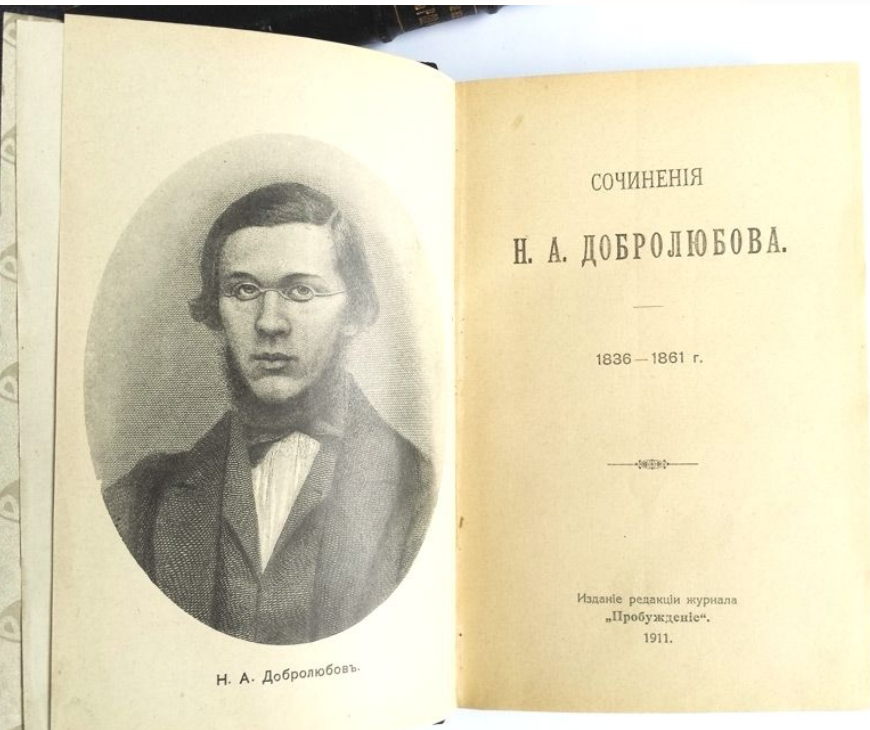 Н. А. Добролюбовъ.
СОЧИНЕНІЯ
Н. А. ДОБРОЛЮБОВА.
1836—1861 г.
Изданіе редакціи журнала
„Пробужденіе“.
1911.